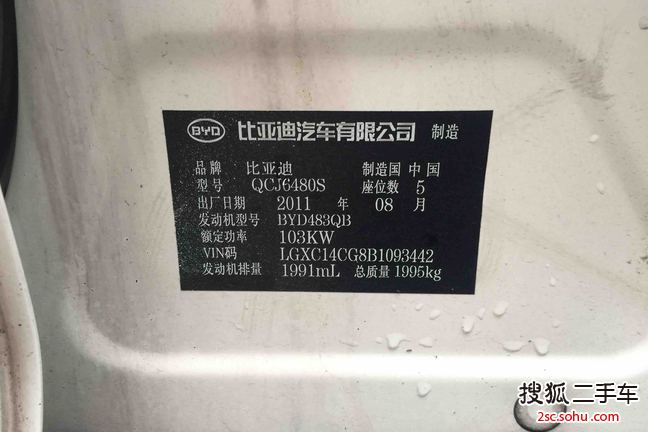 BYD 比亚迪汽车有限公司 制造
品牌 比亚迪 制造国 中国
型号 QCJ6480S 座位数 5
出厂日期 2011 年 08 月
发动机型号 BYD483QB
额定功率 103KW
VIN码 LGXC14CG8B1093442
发动机排量 1991mL 总质量 1995kg
搜狐二手车
2sc.sohu.com